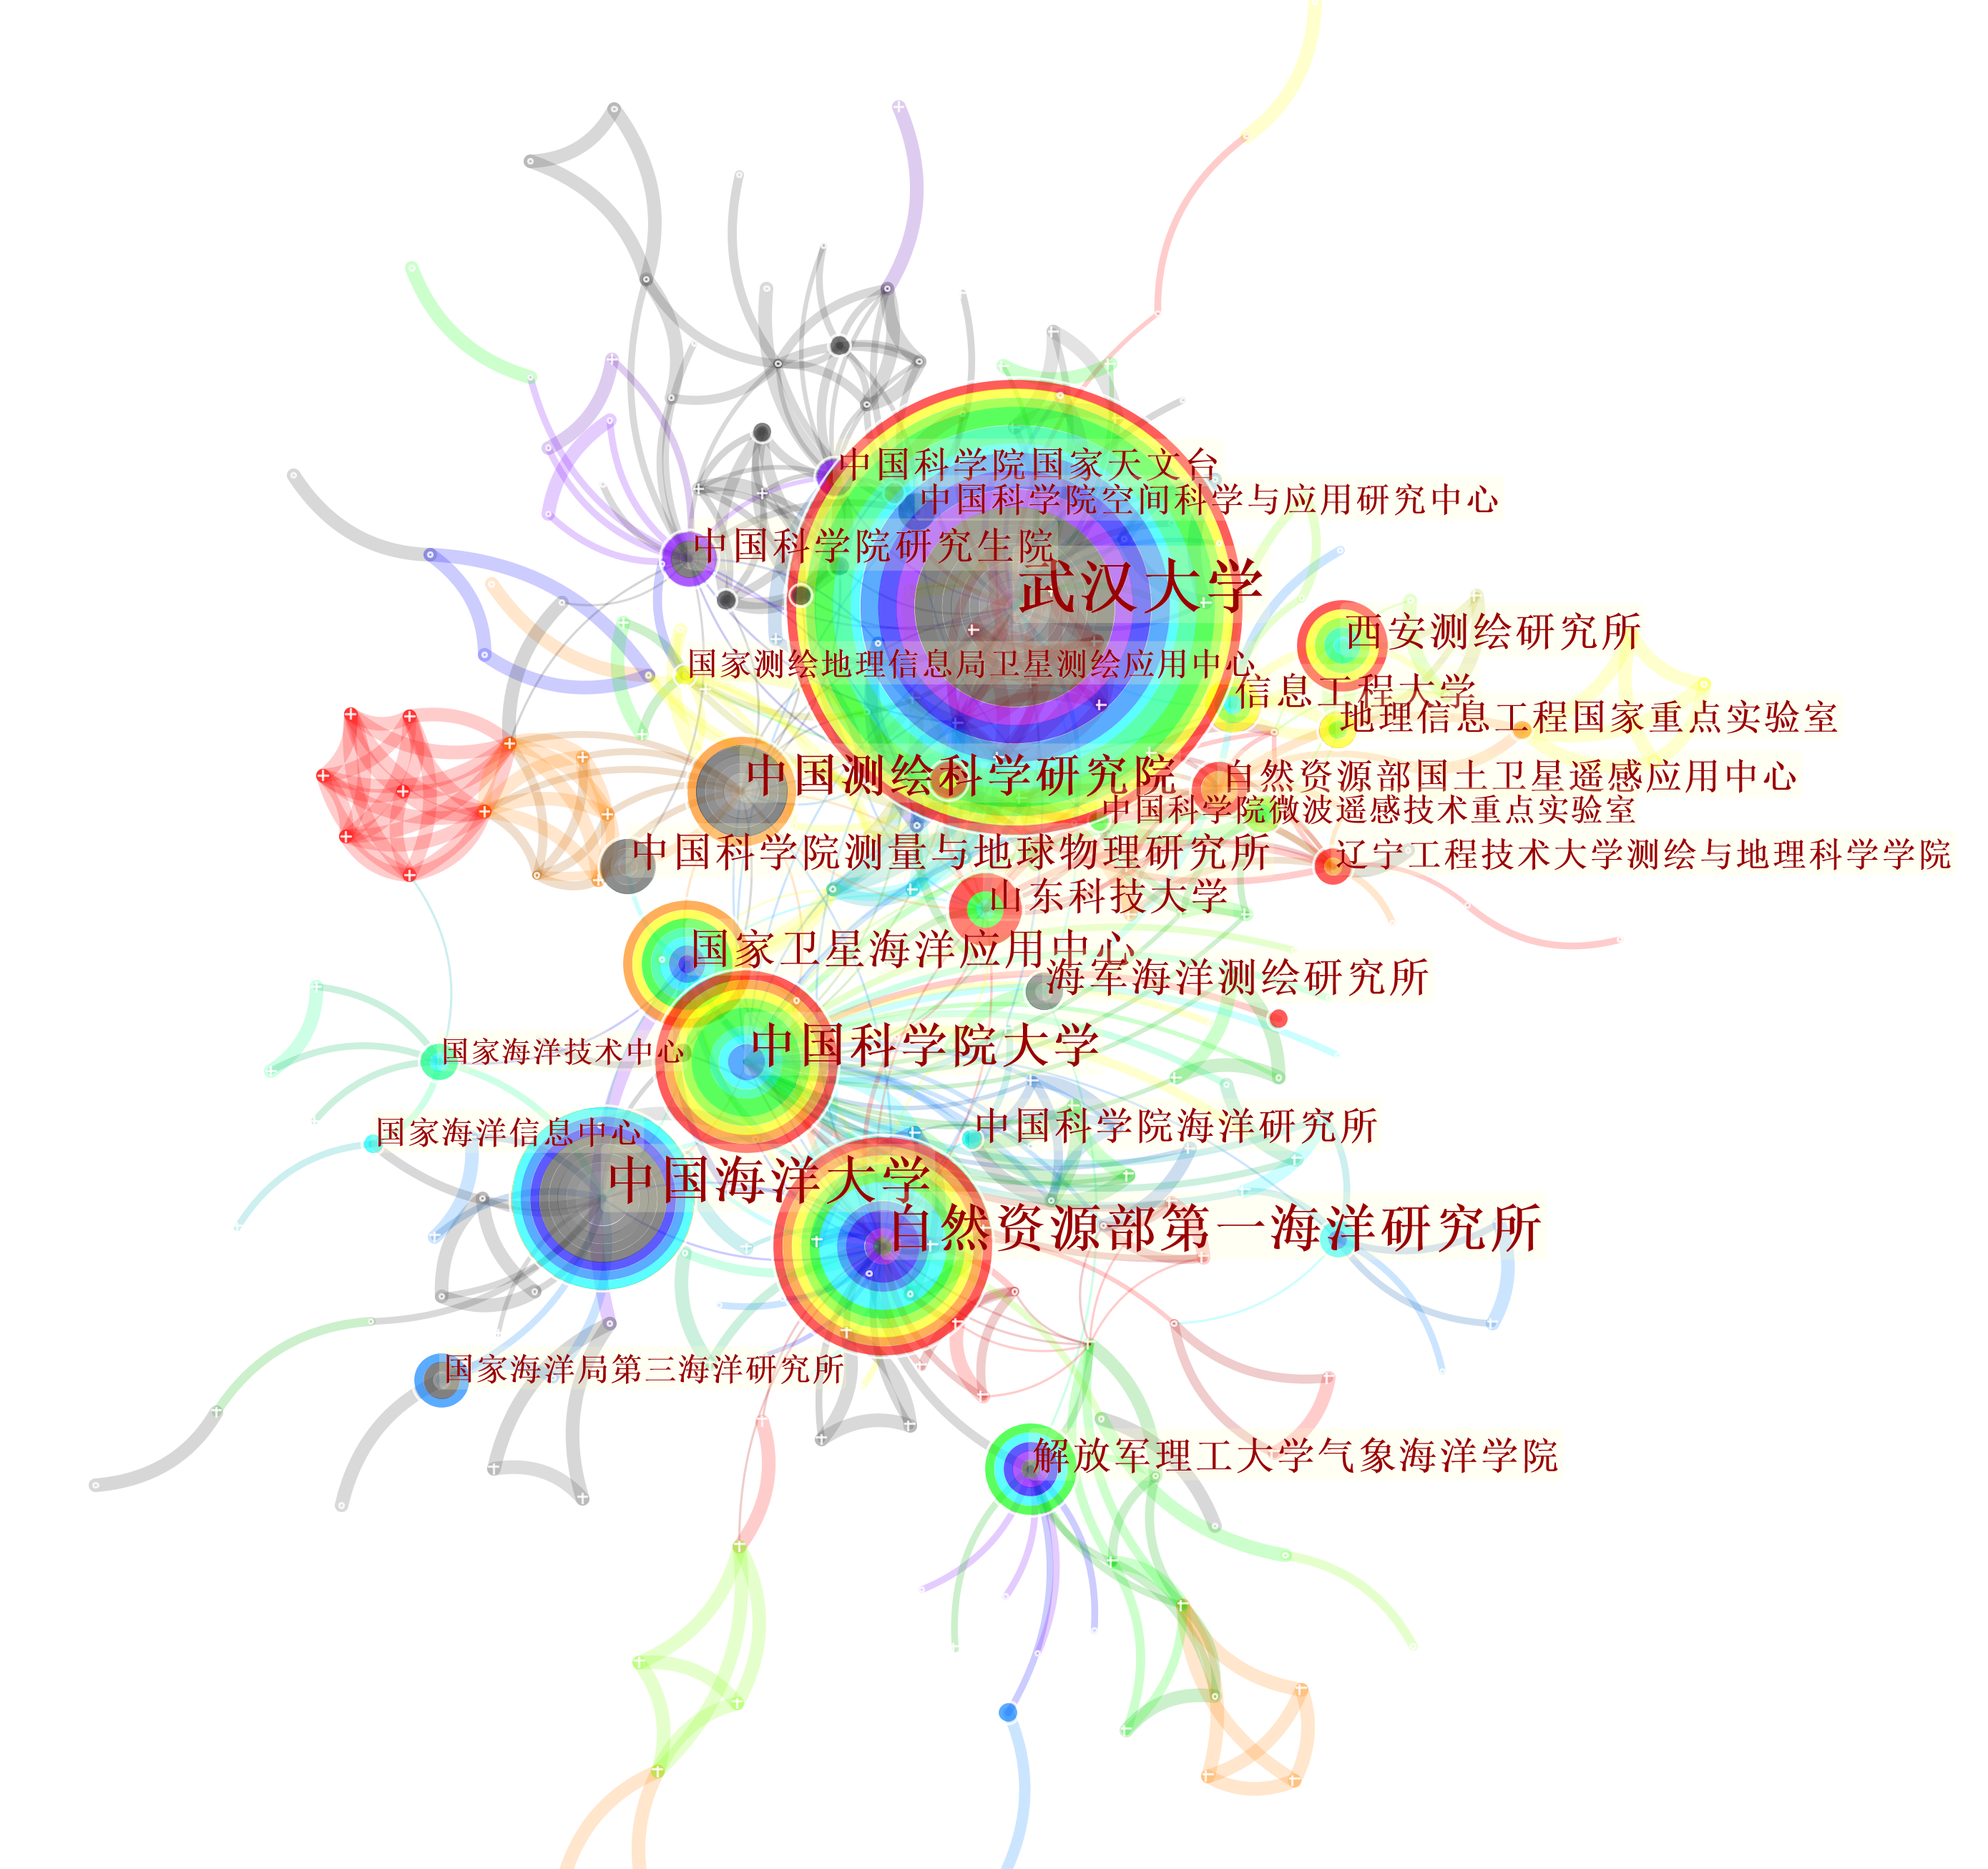 中国科学院国家天文台
中国科学院空间科学与应用研究中心
中国科学院研究生院
武汉大学
西安测绘研究所
国家测绘地理信息局卫星测绘应用中心
信息工程大学
地理信息工程国家重点实验室
中国测绘科学研究院
自然资源部国土卫星遥感应用中心
中国科学院微波遥感技术重点实验室
中国科学院测量与地球物理研究所
辽宁工程技术大学测绘与地理科学学院
山东科技大学
国家卫星海洋应用中心
海军海洋测绘研究所
中国科学院大学
国家海洋技术中心
中国科学院海洋研究所
国家海洋信息中心
中国海洋大学
自然资源部第一海洋研究所
国家海洋局第三海洋研究所
解放军理工大学气象海洋学院